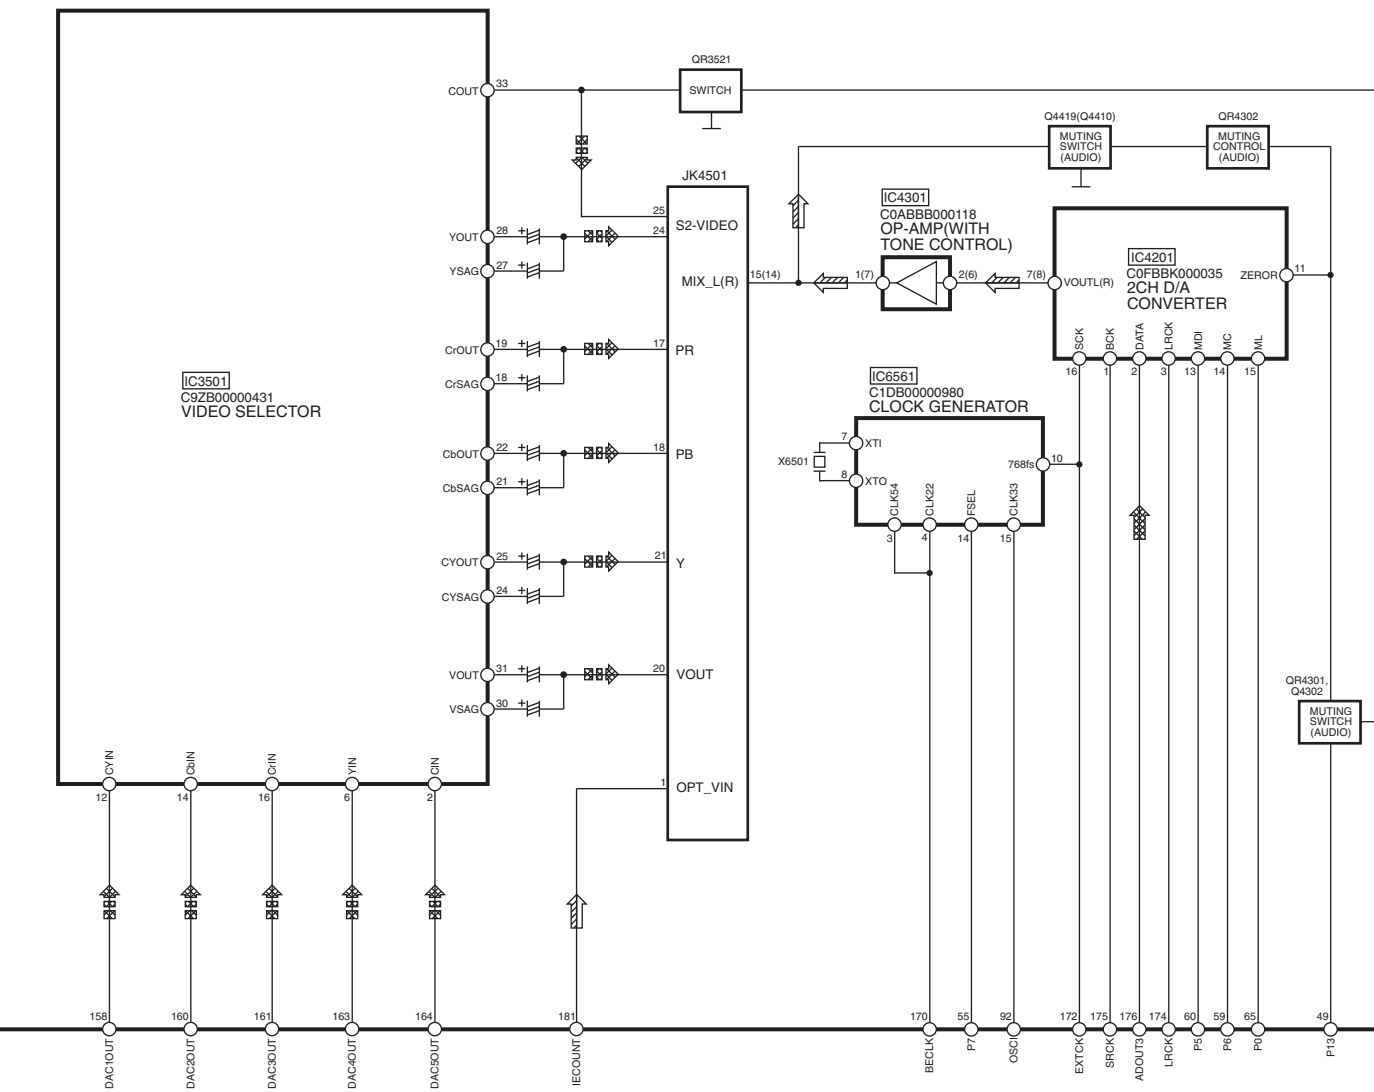 QR3521
SWITCH
COUT 33
Q4419(Q4410)
MUTING
SWITCH
(AUDIO)
QR4302
MUTING
CONTROL
(AUDIO)
JK4501
25
S2-VIDEO
24
YOUT 28 +
YSAG 27 +
MIX_L(R)
15(14)
IC4301
C0ABBB000118
OP-AMP(WITH
TONE CONTROL)
1(7)
2(6)
7(8)
VOUTL(R)
IC4201
C0FBBK000035
2CH D/A
CONVERTER
ZEROR 11
SCK
BCK
DATA
LRCK
MDI
MC
ML
16 1 2 3 13 14 15
CrOUT 19 +
17 PR
CrSAG 18 +
IC3501
C9ZB00000431
VIDEO SELECTOR
IC6561
C1DB00000980
CLOCK GENERATOR
7 XTI
X6501
8 XTO
768fs 10
CLK54
CLK22
FSEL
CLK33
3 4 14 15
CbOUT 22 +
18 PB
CbSAG 21 +
CYOUT 25 +
21 Y
CYSAG 24 +
VOUT 31 +
20 VOUT
VSAG 30 +
QR4301,
Q4302
MUTING
SWITCH
(AUDIO)
CYIN
CbIN
CrIN
YIN
CIN
12 14 16 6 2
1 OPT_VIN
158 160 161 163 164 181 170 55 92 172 175 176 174 60 59 65 49
DAC1OUT
DAC2OUT
DAC3OUT
DAC4OUT
DAC5OUT
IECOUNT
BECLK
P7
OSCI
EXTCK
SRCK
ADOUT3
LRCK
P5
P6
P0
P13